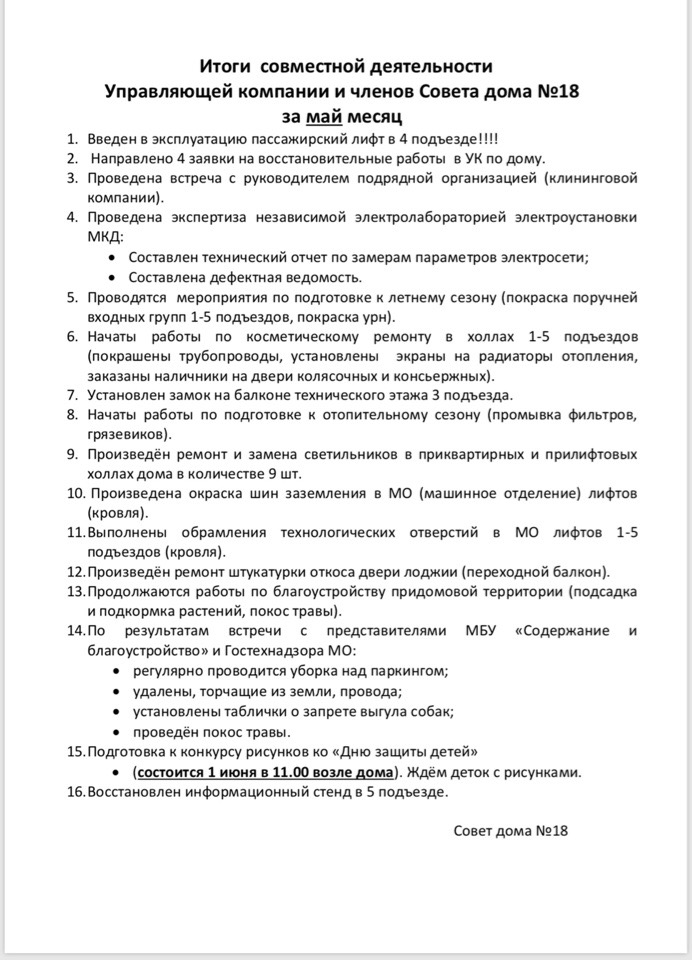 Итоги совместной деятельности
Управляющей компании и членов Совета дома №18
за май месяц
1. Введен в эксплуатацию пассажирский лифт в 4 подъезде!!!!
2. Направлено 4 заявки на восстановительные работы в УК по дому.
3. Проведена встреча с руководителем подрядной организацией (клининговой
компании).
4. Проведена экспертиза независимой электролабораторией электроустановки
МКД:
• Составлен технический отчет по замерам параметров электросети;
• Составлена дефектная ведомость.
5. Проводятся мероприятия по подготовке к летнему сезону (покраска поручней
входных групп 1-5 подъездов, покраска урн).
6. Начаты работы по косметическому ремонту в холлах 1-5 подъездов
(покрашены трубопроводы, установлены экраны на радиаторы отопления,
заказаны наличники на двери колясочных и консьержных).
7. Установлен замок на балконе технического этажа 3 подъезда.
8. Начаты работы по подготовке к отопительному сезону (промывка фильтров,
грязевиков).
9. Произведён ремонт и замена светильников в приквартирных и прилифтовых
холлах дома в количестве 9 шт.
10. Произведена окраска шин заземления в МО (машинное отделение) лифтов
(кровля).
11. Выполнены обрамления технологических отверстий в МО лифтов 1-5
подъездов (кровля).
12. Произведён ремонт штукатурки откоса двери лоджии (переходной балкон).
13. Продолжаются работы по благоустройству придомовой территории (подсадка
и подкормка растений, покос травы).
14. По результатам встречи с представителями МБУ «Содержание и
благоустройство» и Гостехнадзора МО:
• регулярно проводится уборка над паркингом;
• удалены, торчащие из земли, провода;
• установлены таблички о запрете выгула собак;
• проведён покос травы.
15. Подготовка к конкурсу рисунков ко «Дню защиты детей»
• (состоится 1 июня в 11.00 возле дома). Ждём деток с рисунками.
16. Восстановлен информационный стенд в 5 подъезде.
Совет дома №18